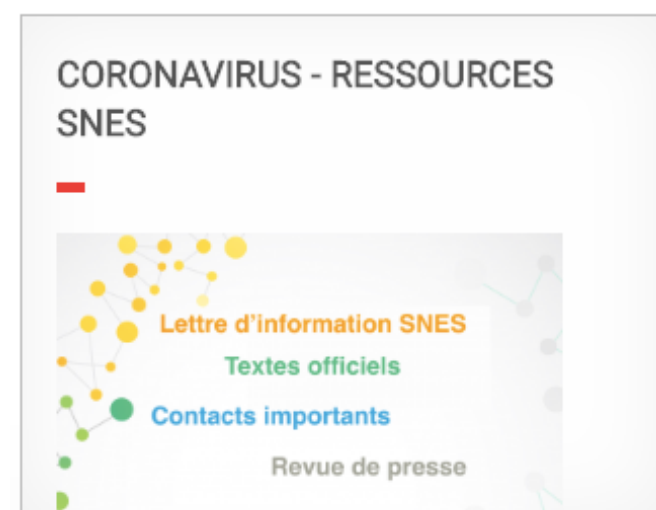 CORONAVIRUS - RESSOURCES
SNES
Lettre d'information SNES
Textes officiels
Contacts importants
Revue de presse